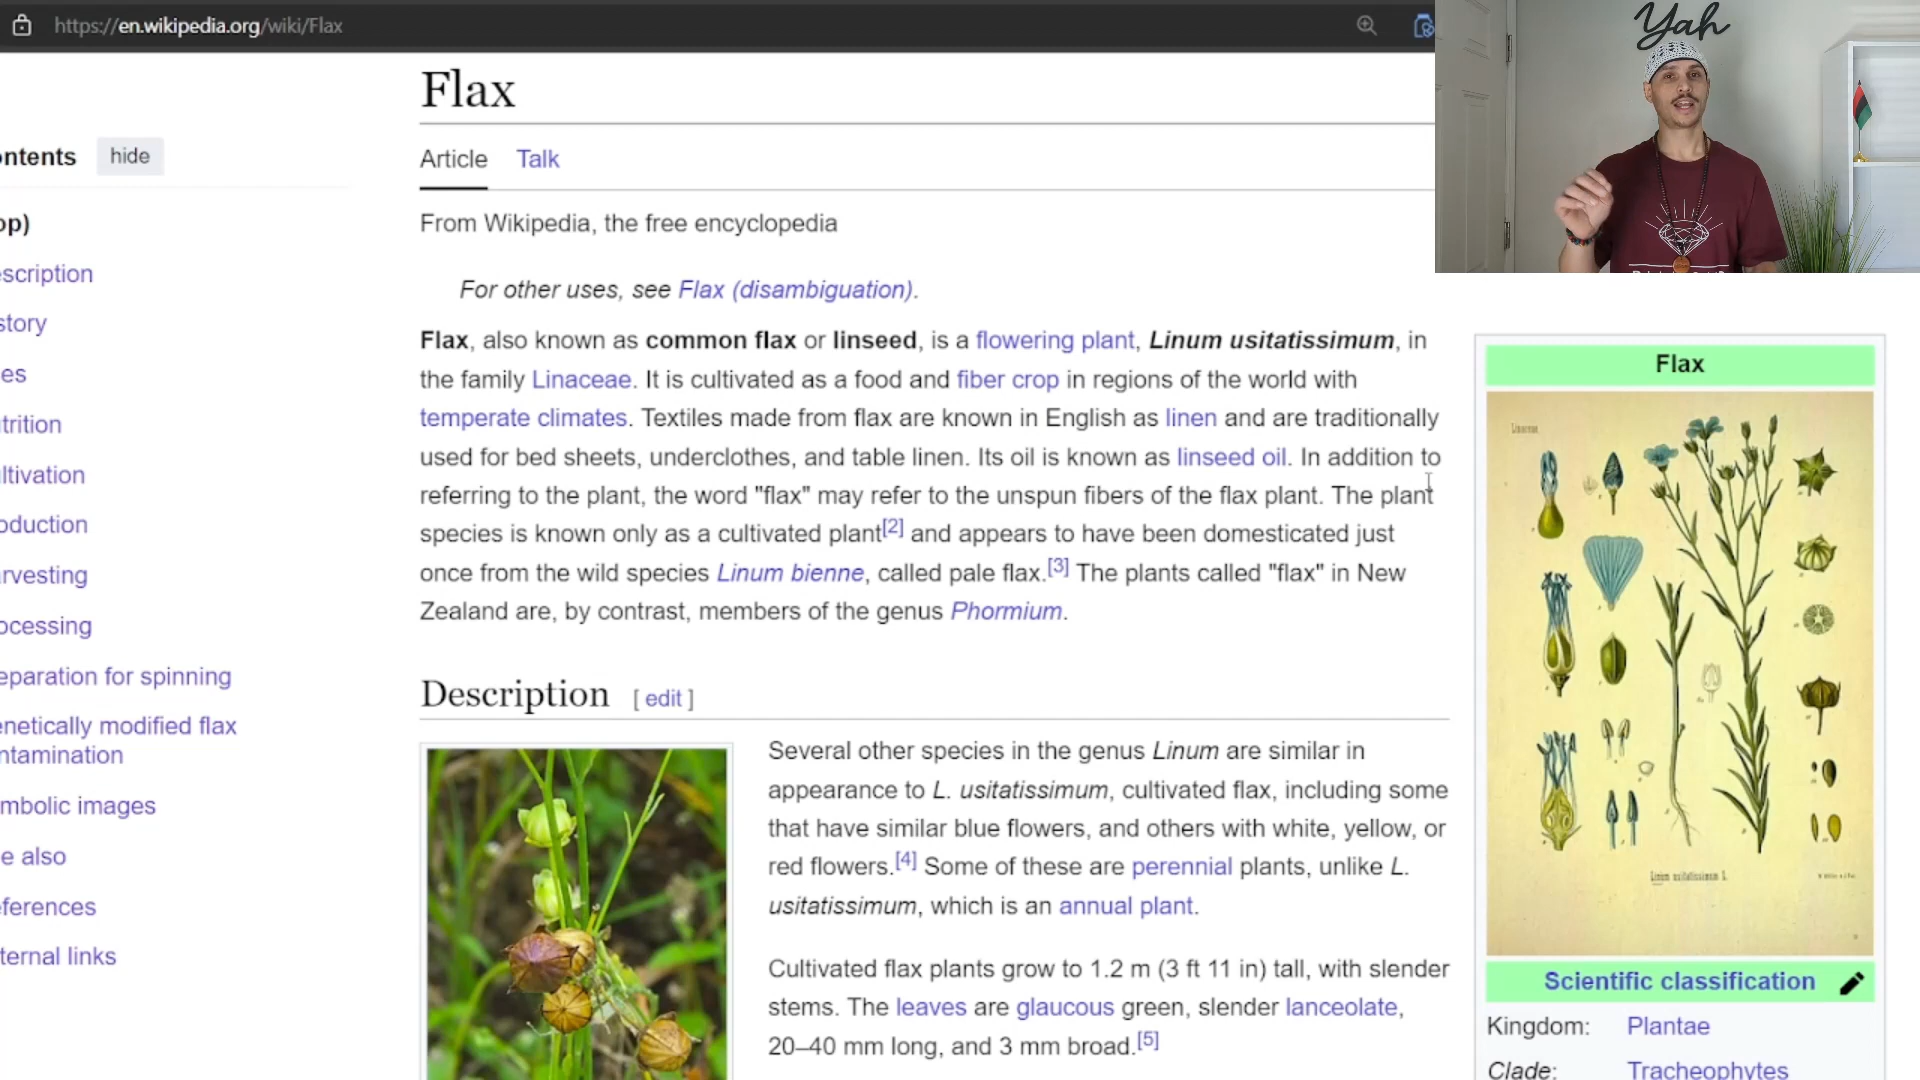 https://en.wikipedia.org/wiki/Flax
Yah
Flax
ontents hide
Article Talk
op)
From Wikipedia, the free encyclopedia
escription
For other uses, see Flax (disambiguation).
story
Flax, also known as common flax or linseed, is a flowering plant, Linum usitatissimum, in
the family Linaceae. It is cultivated as a food and fiber crop in regions of the world with
temperate climates. Textiles made from flax are known in English as linen and are traditionally
used for bed sheets, underclothes, and table linen. Its oil is known as linseed oil. In addition to
referring to the plant, the word "flax" may refer to the unspun fibers of the flax plant. The plant
species is known only as a cultivated plant[2] and appears to have been domesticated just
once from the wild species Linum bienne, called pale flax.[3] The plants called "flax" in New
Zealand are, by contrast, members of the genus Phormium.
es
trition
ltivation
oduction
rvesting
ocessing
eparation for spinning
enetically modified flax
ntamination
mbolic images
e also
ferences
ternal links
Description [ edit ]
Several other species in the genus Linum are similar in
appearance to L. usitatissimum, cultivated flax, including some
that have similar blue flowers, and others with white, yellow, or
red flowers.[4] Some of these are perennial plants, unlike L.
usitatissimum, which is an annual plant.
Cultivated flax plants grow to 1.2 m (3 ft 11 in) tall, with slender
stems. The leaves are glaucous green, slender lanceolate,
20–40 mm long, and 3 mm broad.[5]
Flax
Linum usitatissimum L.
Scientific classification
Kingdom: Plantae
Clade: Tracheophytes